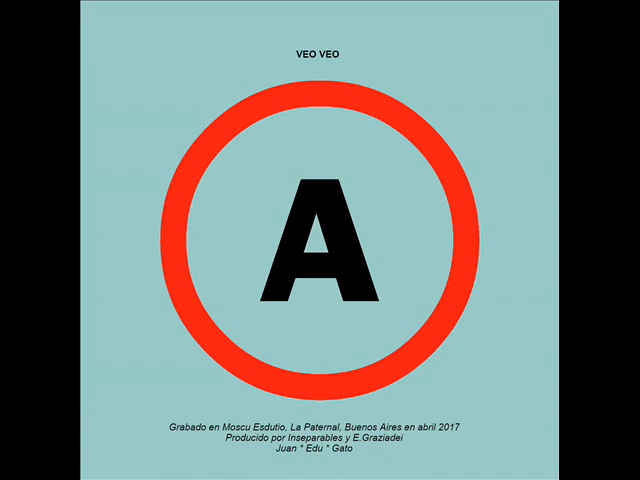 VEO VEO
A
Grabado en Moscu Esdutio, La Paternal, Buenos Aires en abril 2017
Producido por Inseparables y E.Graziadei
Juan * Edu * Gato